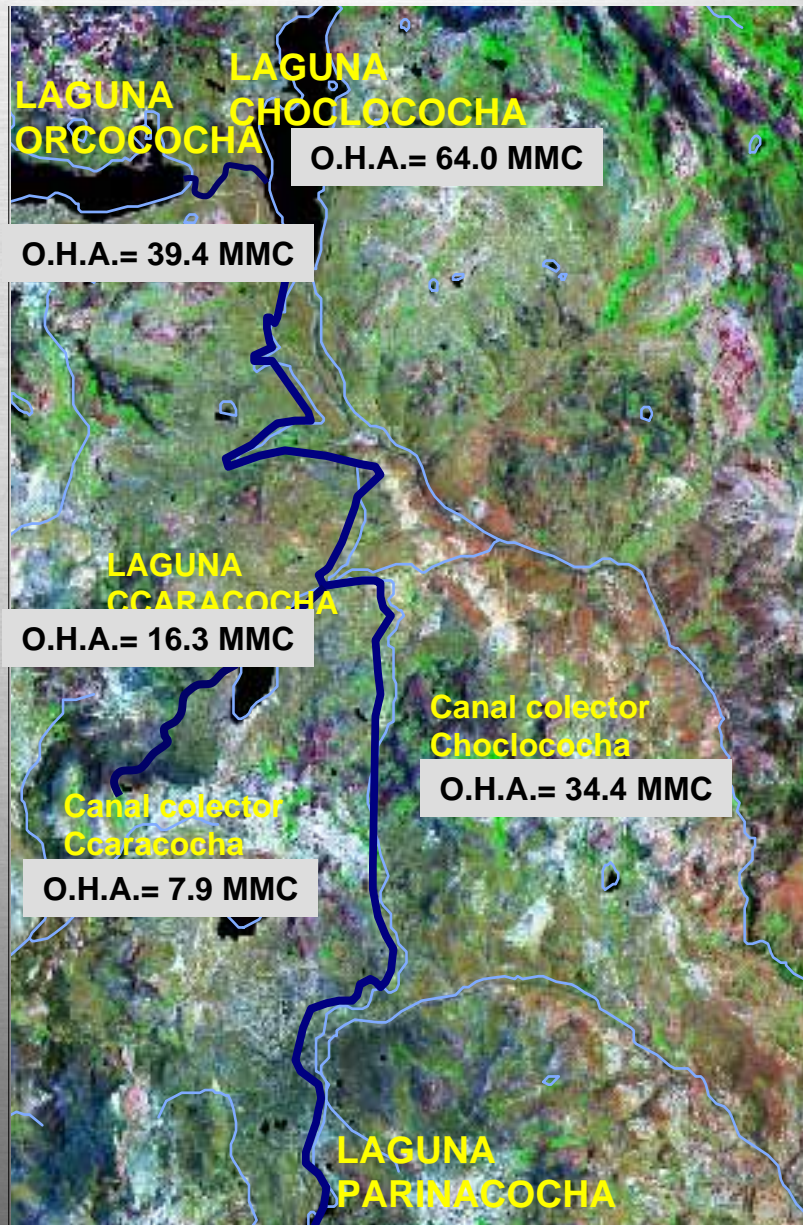 LAGUNA
CHOCLOCOCHA
O.H.A.= 64.0 MMC
LAGUNA
ORCOCOCHA
O.H.A.= 39.4 MMC
LAGUNA
CCARACOCHA
O.H.A.= 16.3 MMC
Canal colector
Choclococha
O.H.A.= 34.4 MMC
Canal colector
Ccaracocha
O.H.A.= 7.9 MMC
LAGUNA
PARINACOCHA